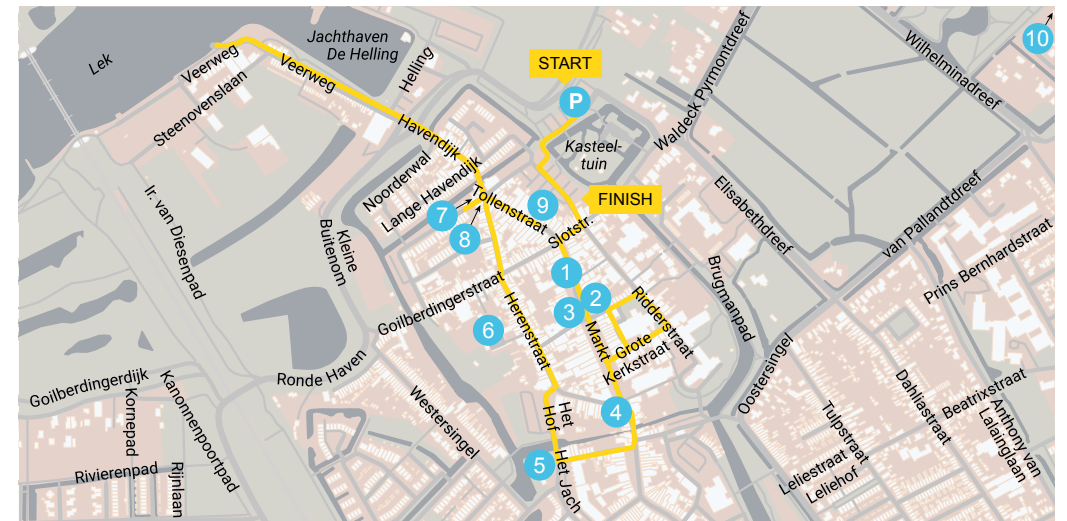 Lek
Jachthaven
De Helling
Helling
Veerweg
Veerweg
Steenovenslaan
START
P
Kasteel-
tuin
Waldeck Pyrmontdreef
Wilhelminadreef
10
Havendijk
Noorderwal
Lange Havendijk
Tollenstraat
7
8
9
FINISH
Slotstr.
Elisabethdreef
van Pallandtdreef
Ir. van Diesenpad
Kleine
Buitenom
Goilberdingerstraat
1
2
3
Ridderstraat
Brugmanpad
Prins Bernhardstraat
6
Herenstraat
Markt
Grote
Kerkstraat
Ronde Haven
Goilberdingerdijk
Kornepad
Kanonnenpoortpad
Westersingel
Het
Hof
4
Oostersingel
Dahliastraat
Beatrixstraat
Tulpstraat
Anthony van
Lalainglaan
Rivierenpad
Rijnlaan
5
Het Jach
Leliestraat
Leliehof